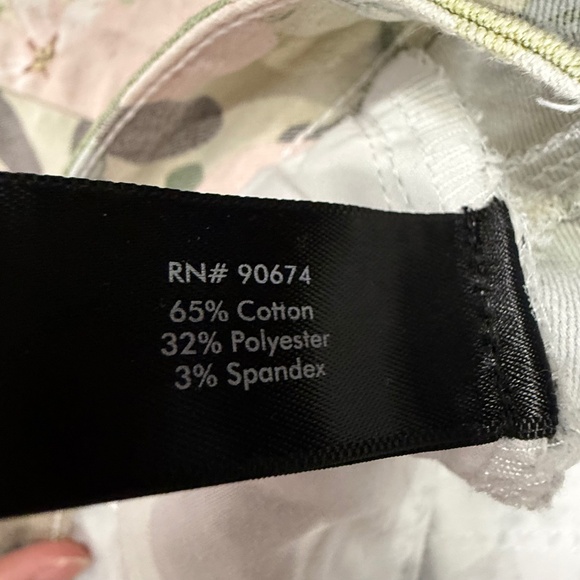 RN# 90674
65% Cotton
32% Polyester
3% Spandex